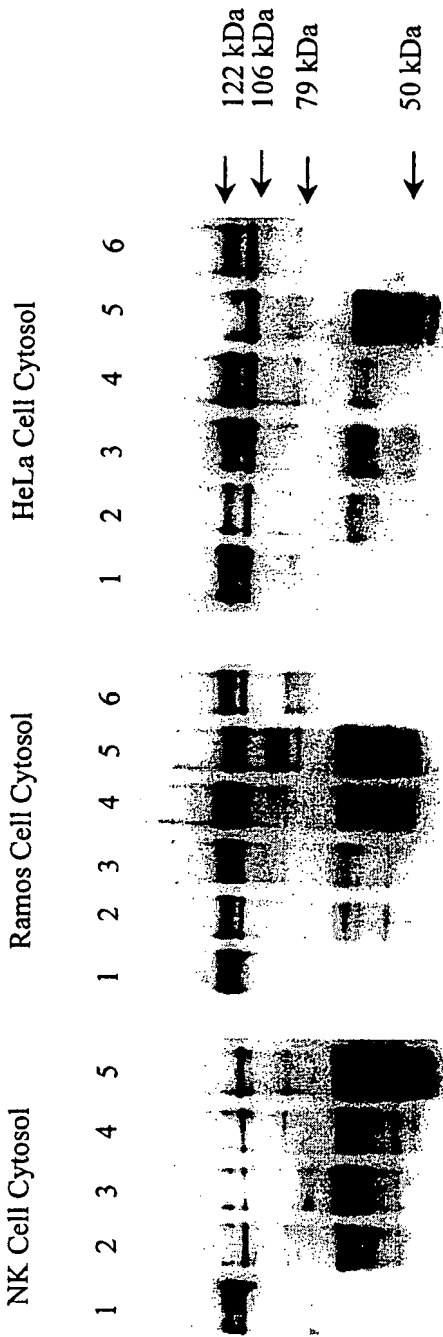 NK Cell Cytosol
1 2 3 4 5
Ramos Cell Cytosol
1 2 3 4 5 6
HeLa Cell Cytosol
1 2 3 4 5 6
122 kDa
106 kDa
79 kDa
50 kDa